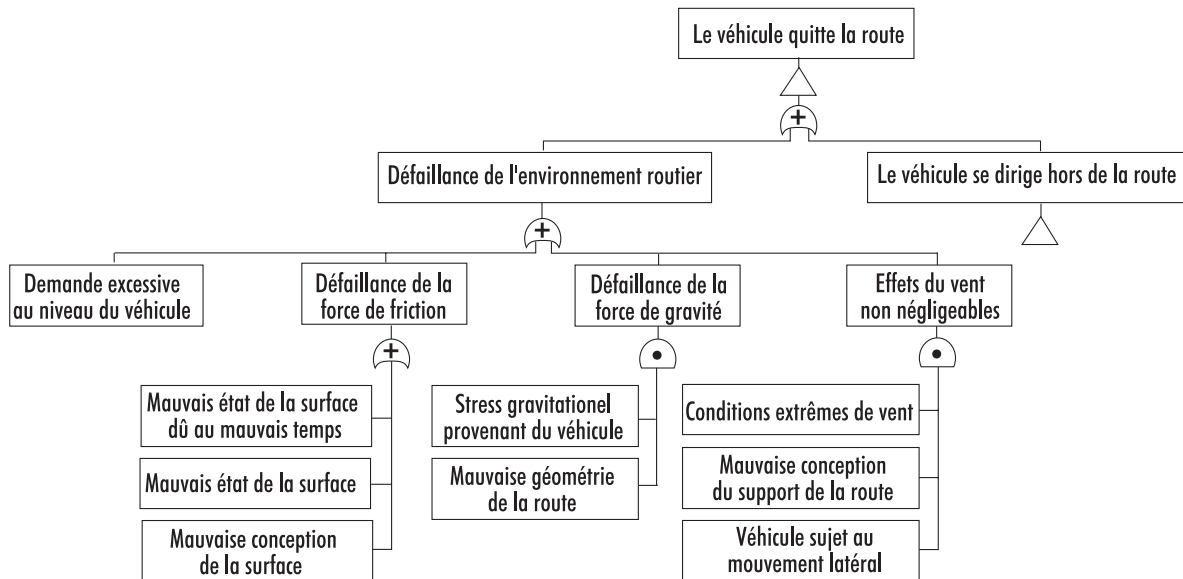 Le véhicule quitte la route
+
Défaillance de l'environnement routier
Le véhicule se dirige hors de la route
+
Demande excessive
au niveau du véhicule
Défaillance de la
force de friction
Défaillance de la
force de gravité
Effets du vent
non négligeables
+
Mauvais état de la surface
dû au mauvais temps
Mauvais état de la surface
Mauvaise conception
de la surface
Stress gravitationel
provenant du véhicule
Mauvaise géométrie
de la route
Conditions extrêmes de vent
Mauvaise conception
du support de la route
Véhicule sujet au
mouvement latéral